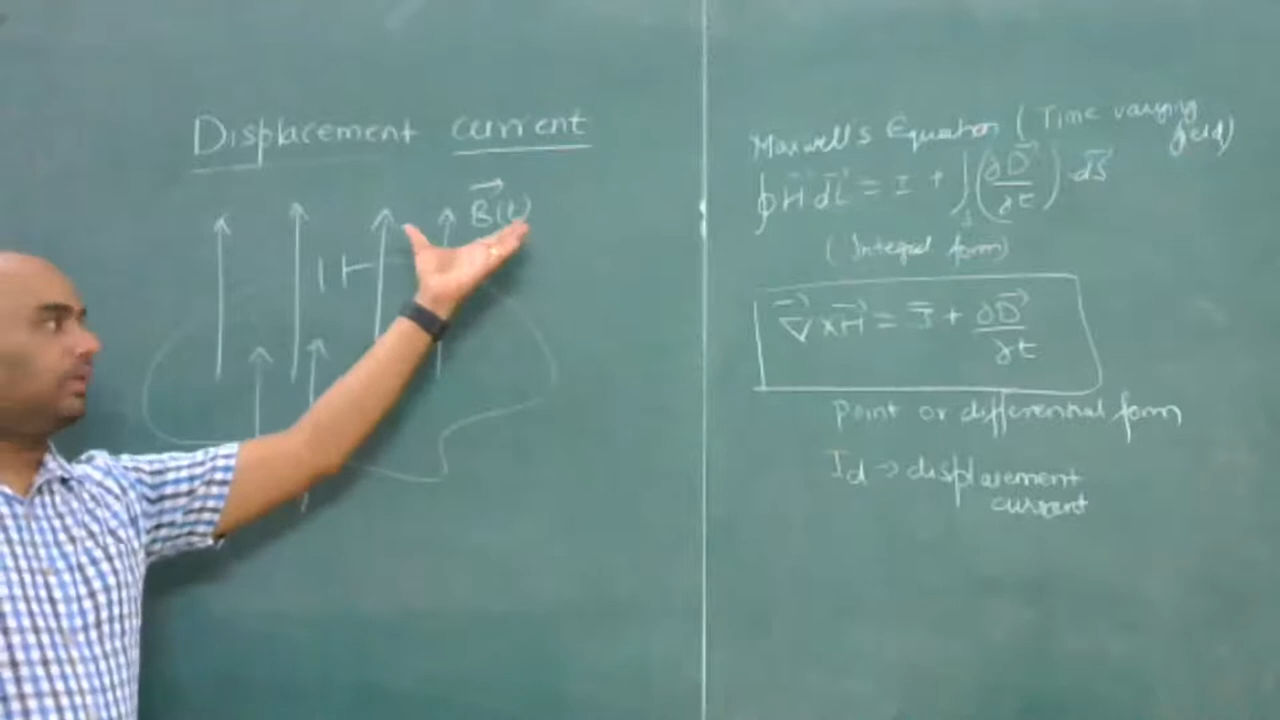 Displacement current
B⃗(t)
Maxwell's Equation (Time varying
field)
∮H⃗ dL⃗ = I + ∫ₛ(∂D⃗/∂t) · ds⃗
(Integral form)
∇⃗ × H⃗ = J⃗ + ∂D⃗/∂t
Point or differential form
Id → displacement
current